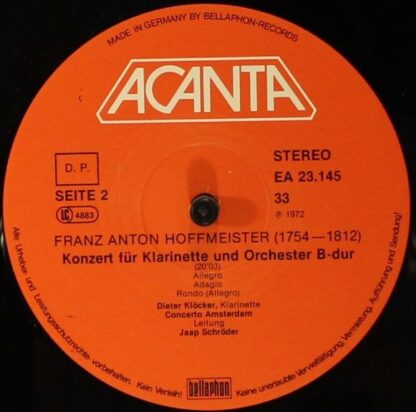 MADE IN GERMANY BY BELLAPHON-RECORDS
ACANTA
D. P.
SEITE 2
LC 4883
STEREO
EA 23.145
33
℗ 1972
FRANZ ANTON HOFFMEISTER (1754—1812)
Konzert für Klarinette und Orchester B-dur
(20'03)
Allegro
Adagio
Rondo (Allegro)
Dieter Klöcker, Klarinette
Concerto Amsterdam
Leitung
Jaap Schröder
Alle Urheber- und Leistungsschutzrechte vorbehalten. Kein Verleih! Keine unerlaubte Vervielfältigung, Vermietung, Aufführung und Sendung!
bellaphon